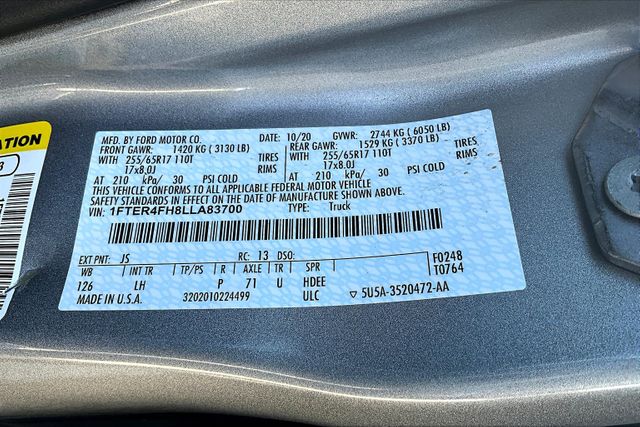 ATION
MFD. BY FORD MOTOR CO. DATE: 10/20 GVWR: 2744 KG ( 6050 LB)
FRONT GAWR: 1420 KG ( 3130 LB) REAR GAWR: 1529 KG ( 3370 LB)
WITH 255/65R17 110T TIRES WITH 255/65R17 110T TIRES
17x8.0J RIMS 17x8.0J RIMS
AT 210 kPa/ 30 PSI COLD AT 210 kPa/ 30 PSI COLD
THIS VEHICLE CONFORMS TO ALL APPLICABLE FEDERAL MOTOR VEHICLE
SAFETY STANDARDS IN EFFECT ON THE DATE OF MANUFACTURE SHOWN ABOVE.
VIN: 1FTER4FH8LLA83700 TYPE: Truck
EXT PNT: JS RC: 13 DSO: F0248
WB INT TR TP/PS R AXLE TR SPR T0764
126 LH P 71 U HDEE
MADE IN U.S.A. 3202010224499 ULC ▽ 5U5A-3520472-AA